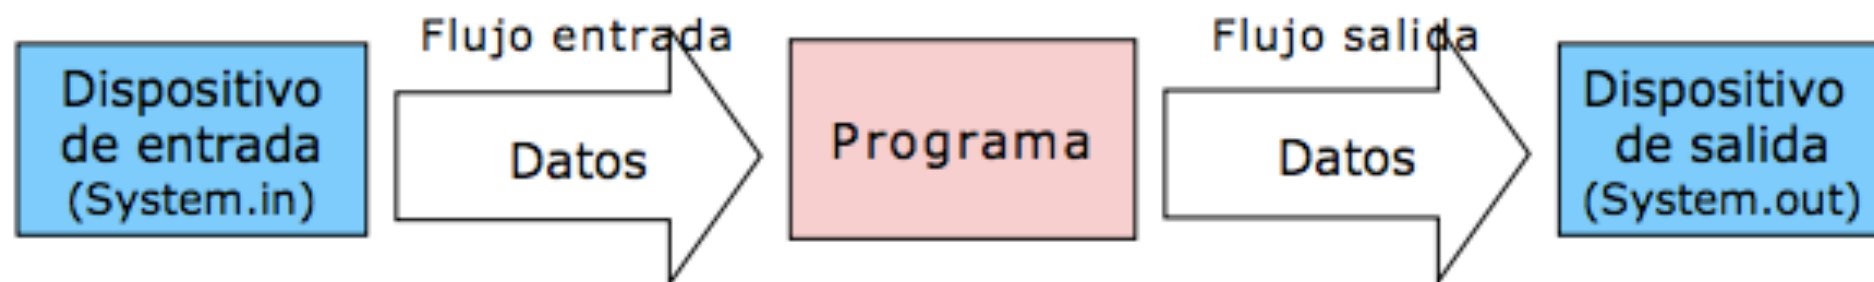 Dispositivo
de entrada
(System.in)
Flujo entrada
Datos
Programa
Flujo salida
Datos
Dispositivo
de salida
(System.out)